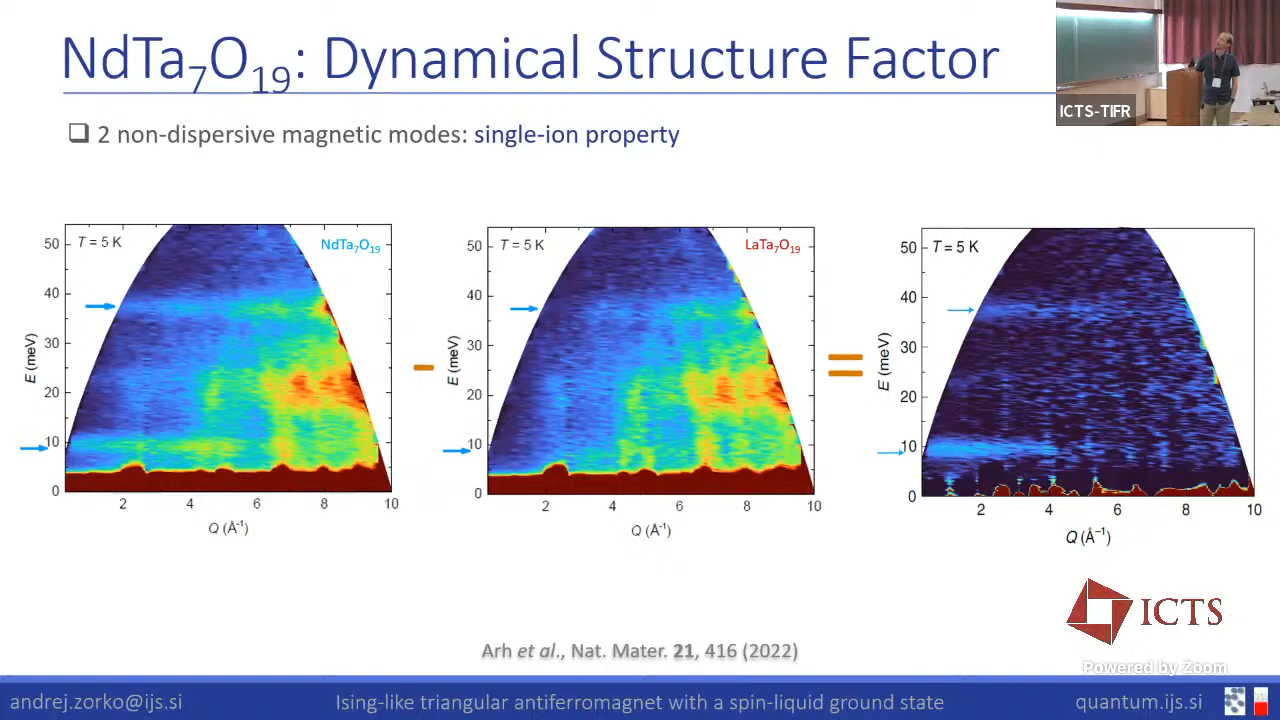 NdTa₇O₁₉: Dynamical Structure Factor
ICTS-TIFR
❑ 2 non-dispersive magnetic modes: single-ion property
50
40
30
20
10
0
E (meV)
T = 5 K
NdTa₇O₁₉
2 4 6 8 10
Q (Å⁻¹)
-
50
40
30
20
10
0
E (meV)
T = 5 K
LaTa₇O₁₉
2 4 6 8 10
Q (Å⁻¹)
=
50
40
30
20
10
0
E (meV)
T = 5 K
2 4 6 8 10
Q (Å⁻¹)
ICTS
Arh et al., Nat. Mater. 21, 416 (2022)
Powered by Zoom
andrej.zorko@ijs.si
Ising-like triangular antiferromagnet with a spin-liquid ground state
quantum.ijs.si